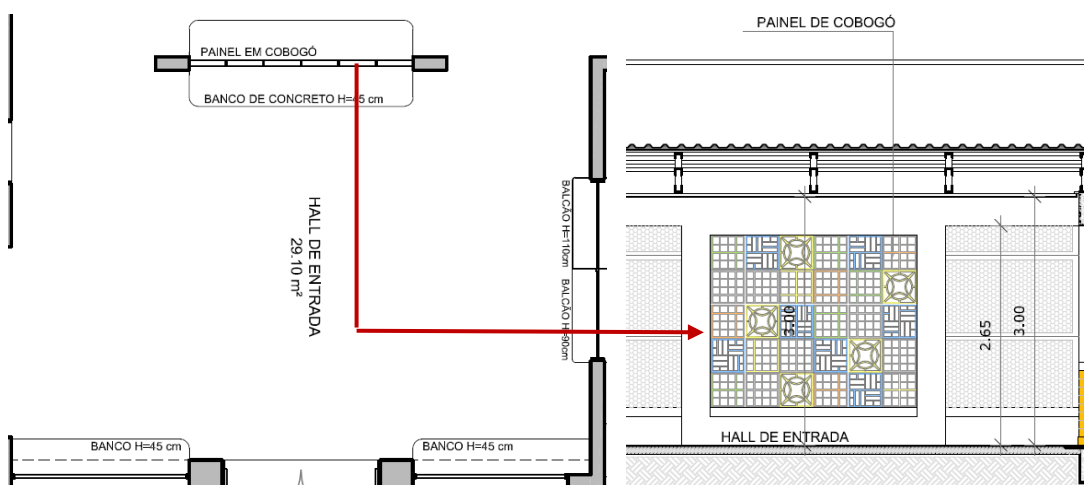 PAINEL EM COBOGÓ
BANCO DE CONCRETO H=45 cm
HALL DE ENTRADA
29.10 m²
BALCÃO H=110cm
BALCÃO H=90cm
BANCO H=45 cm
BANCO H=45 cm
PAINEL DE COBOGÓ
3.00
2.65
3.00
HALL DE ENTRADA